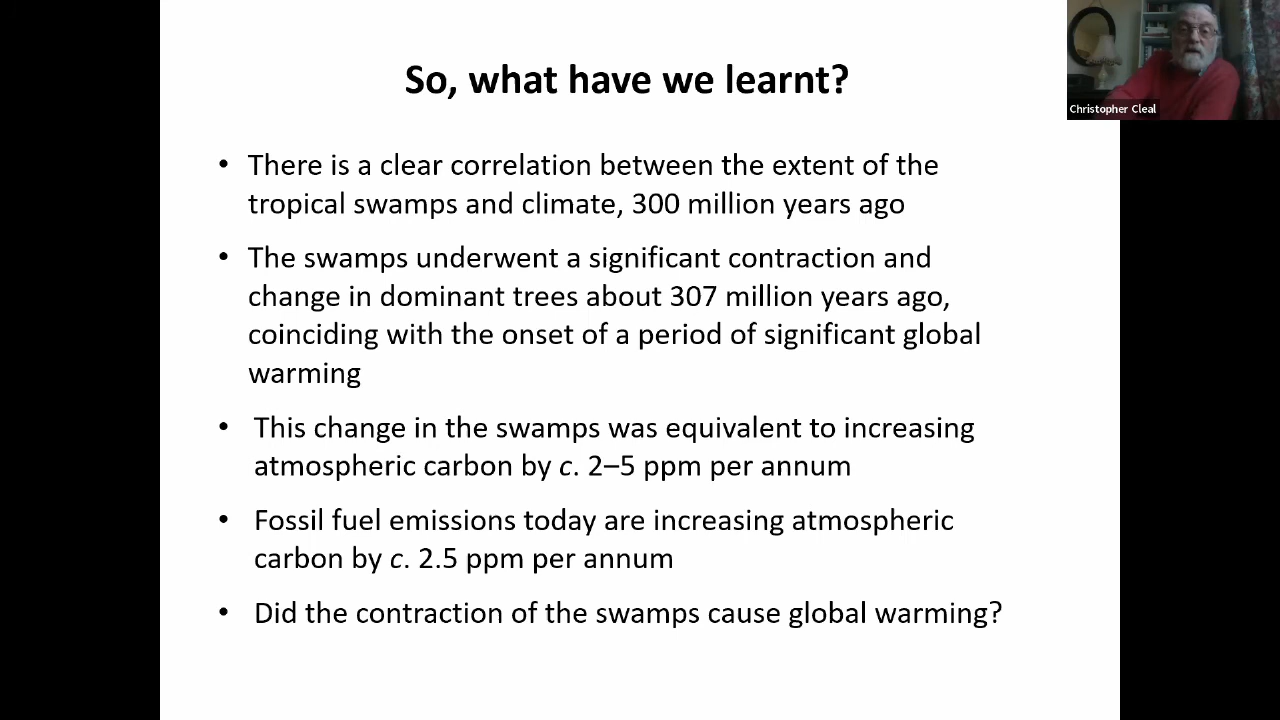 So, what have we learnt?
Christopher Cleal
• There is a clear correlation between the extent of the
tropical swamps and climate, 300 million years ago
• The swamps underwent a significant contraction and
change in dominant trees about 307 million years ago,
coinciding with the onset of a period of significant global
warming
• This change in the swamps was equivalent to increasing
atmospheric carbon by c. 2–5 ppm per annum
• Fossil fuel emissions today are increasing atmospheric
carbon by c. 2.5 ppm per annum
• Did the contraction of the swamps cause global warming?